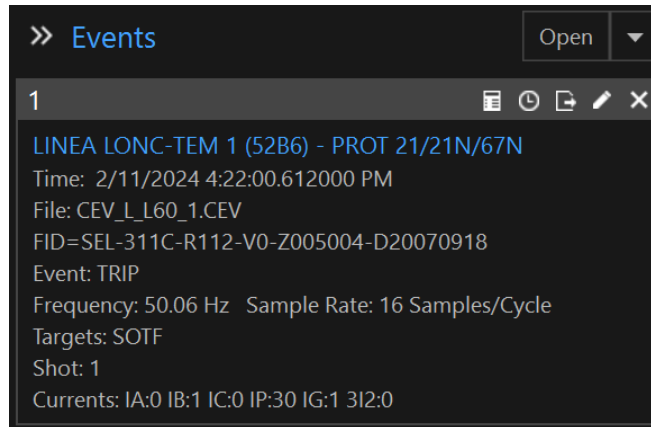 Events
Open
1
LINEA LONC-TEM 1 (52B6) - PROT 21/21N/67N
Time:  2/11/2024 4:22:00.612000 PM
File: CEV_L_L60_1.CEV
FID=SEL-311C-R112-V0-Z005004-D20070918
Event: TRIP
Frequency: 50.06 Hz   Sample Rate: 16 Samples/Cycle
Targets: SOTF
Shot: 1
Currents: IA:0 IB:1 IC:0 IP:30 IG:1 3I2:0